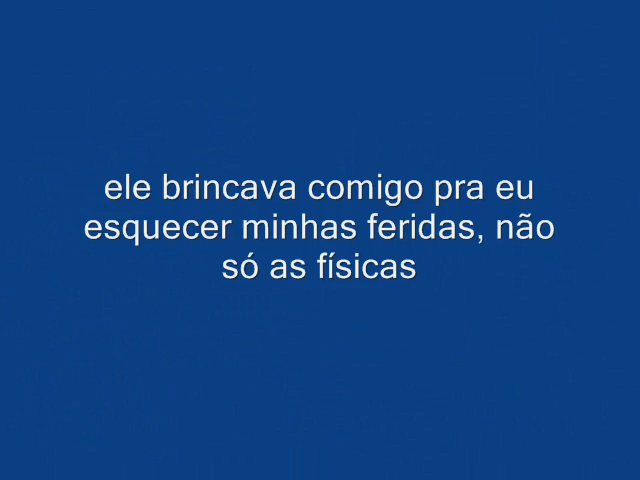 ele brincava comigo pra eu
esquecer minhas feridas, não
só as físicas